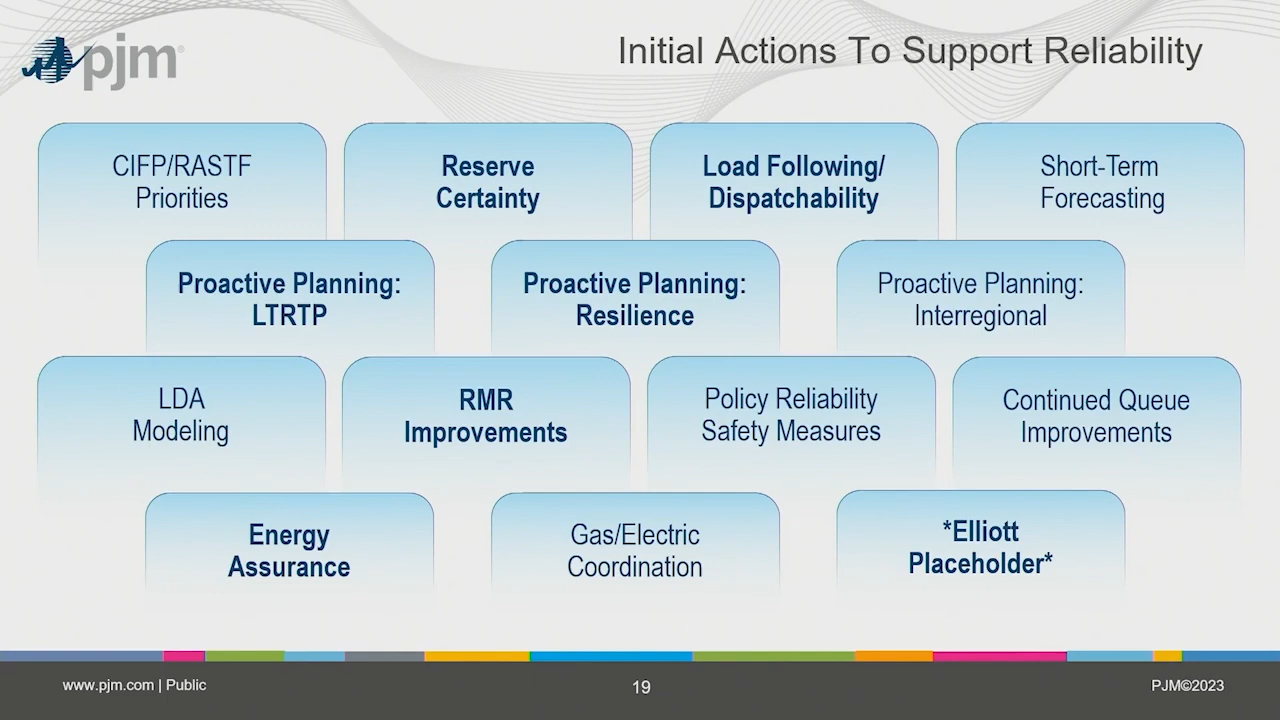 pjm
Initial Actions To Support Reliability
CIFP/RASTF
Priorities
Reserve
Certainty
Load Following/
Dispatchability
Short-Term
Forecasting
Proactive Planning:
LTRTP
Proactive Planning:
Resilience
Proactive Planning:
Interregional
LDA
Modeling
RMR
Improvements
Policy Reliability
Safety Measures
Continued Queue
Improvements
Energy
Assurance
Gas/Electric
Coordination
*Elliott
Placeholder*
www.pjm.com | Public
19
PJM©2023